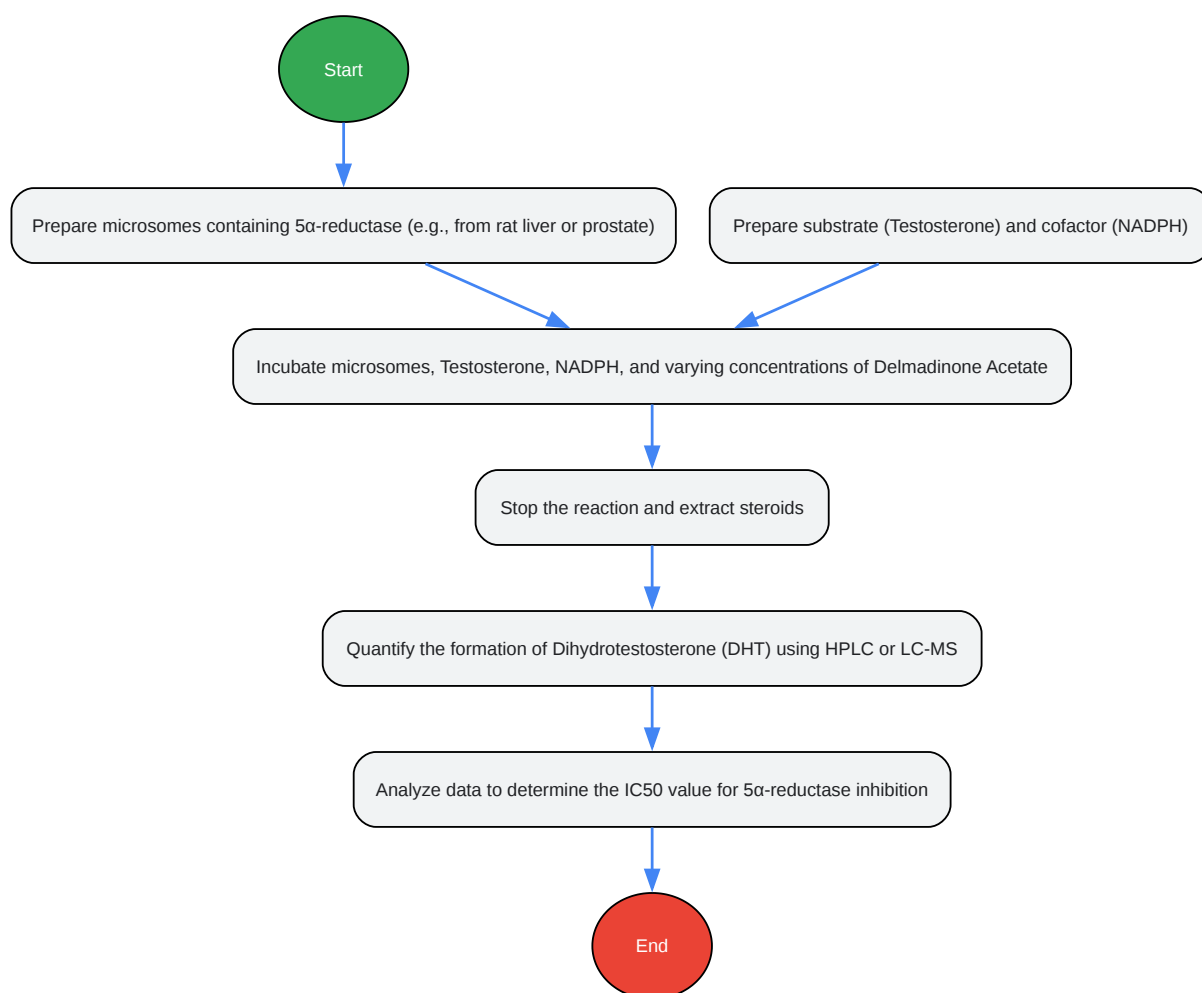 Start
Prepare microsomes containing 5α-reductase (e.g., from rat liver or prostate)
Prepare substrate (Testosterone) and cofactor (NADPH)
Incubate microsomes, Testosterone, NADPH, and varying concentrations of Delmadinone Acetate
Stop the reaction and extract steroids
Quantify the formation of Dihydrotestosterone (DHT) using HPLC or LC-MS
Analyze data to determine the IC50 value for 5α-reductase inhibition
End